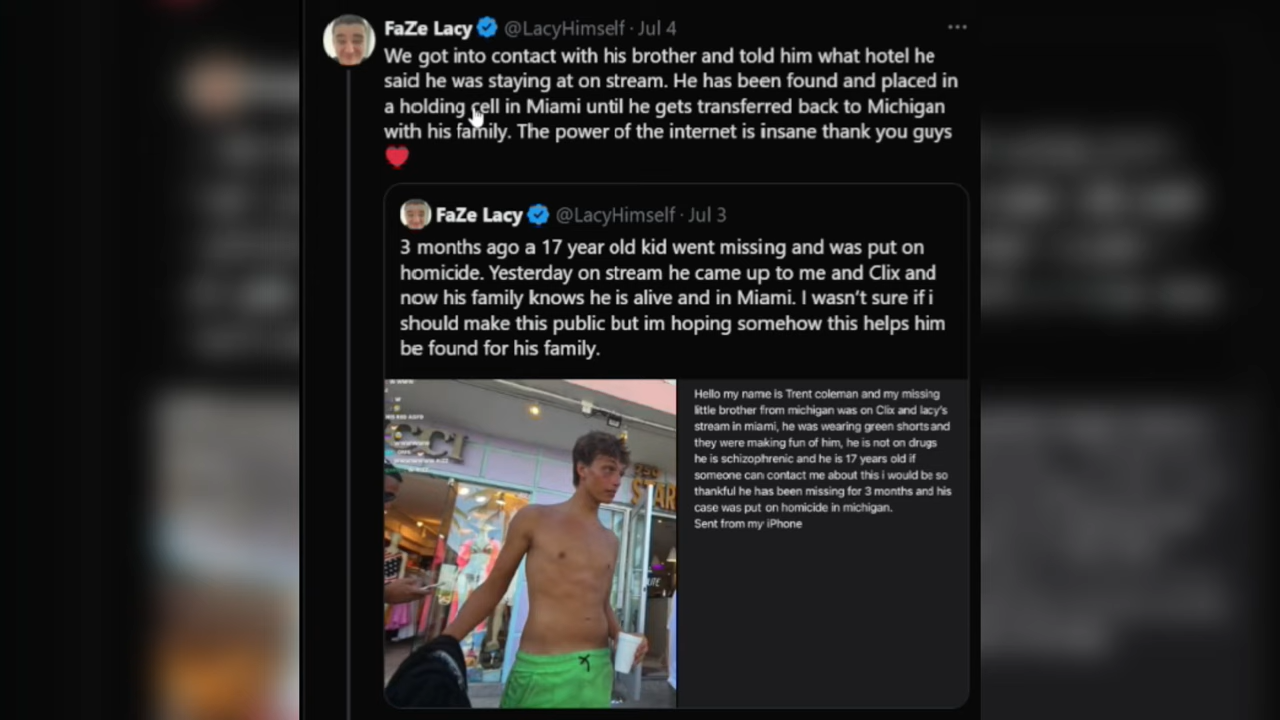 FaZe Lacy @LacyHimself · Jul 4
We got into contact with his brother and told him what hotel he
said he was staying at on stream. He has been found and placed in
a holding cell in Miami until he gets transferred back to Michigan
with his family. The power of the internet is insane thank you guys
❤️
FaZe Lacy @LacyHimself · Jul 3
3 months ago a 17 year old kid went missing and was put on
homicide. Yesterday on stream he came up to me and Clix and
now his family knows he is alive and in Miami. I wasn’t sure if i
should make this public but im hoping somehow this helps him
be found for his family.
Hello my name is Trent coleman and my missing
little brother from michigan was on Clix and lacy's
stream in miami, he was wearing green shorts and
they were making fun of him, he is not on drugs
he is schizophrenic and he is 17 years old if
someone can contact me about this i would be so
thankful he has been missing for 3 months and his
case was put on homicide in michigan.
Sent from my iPhone